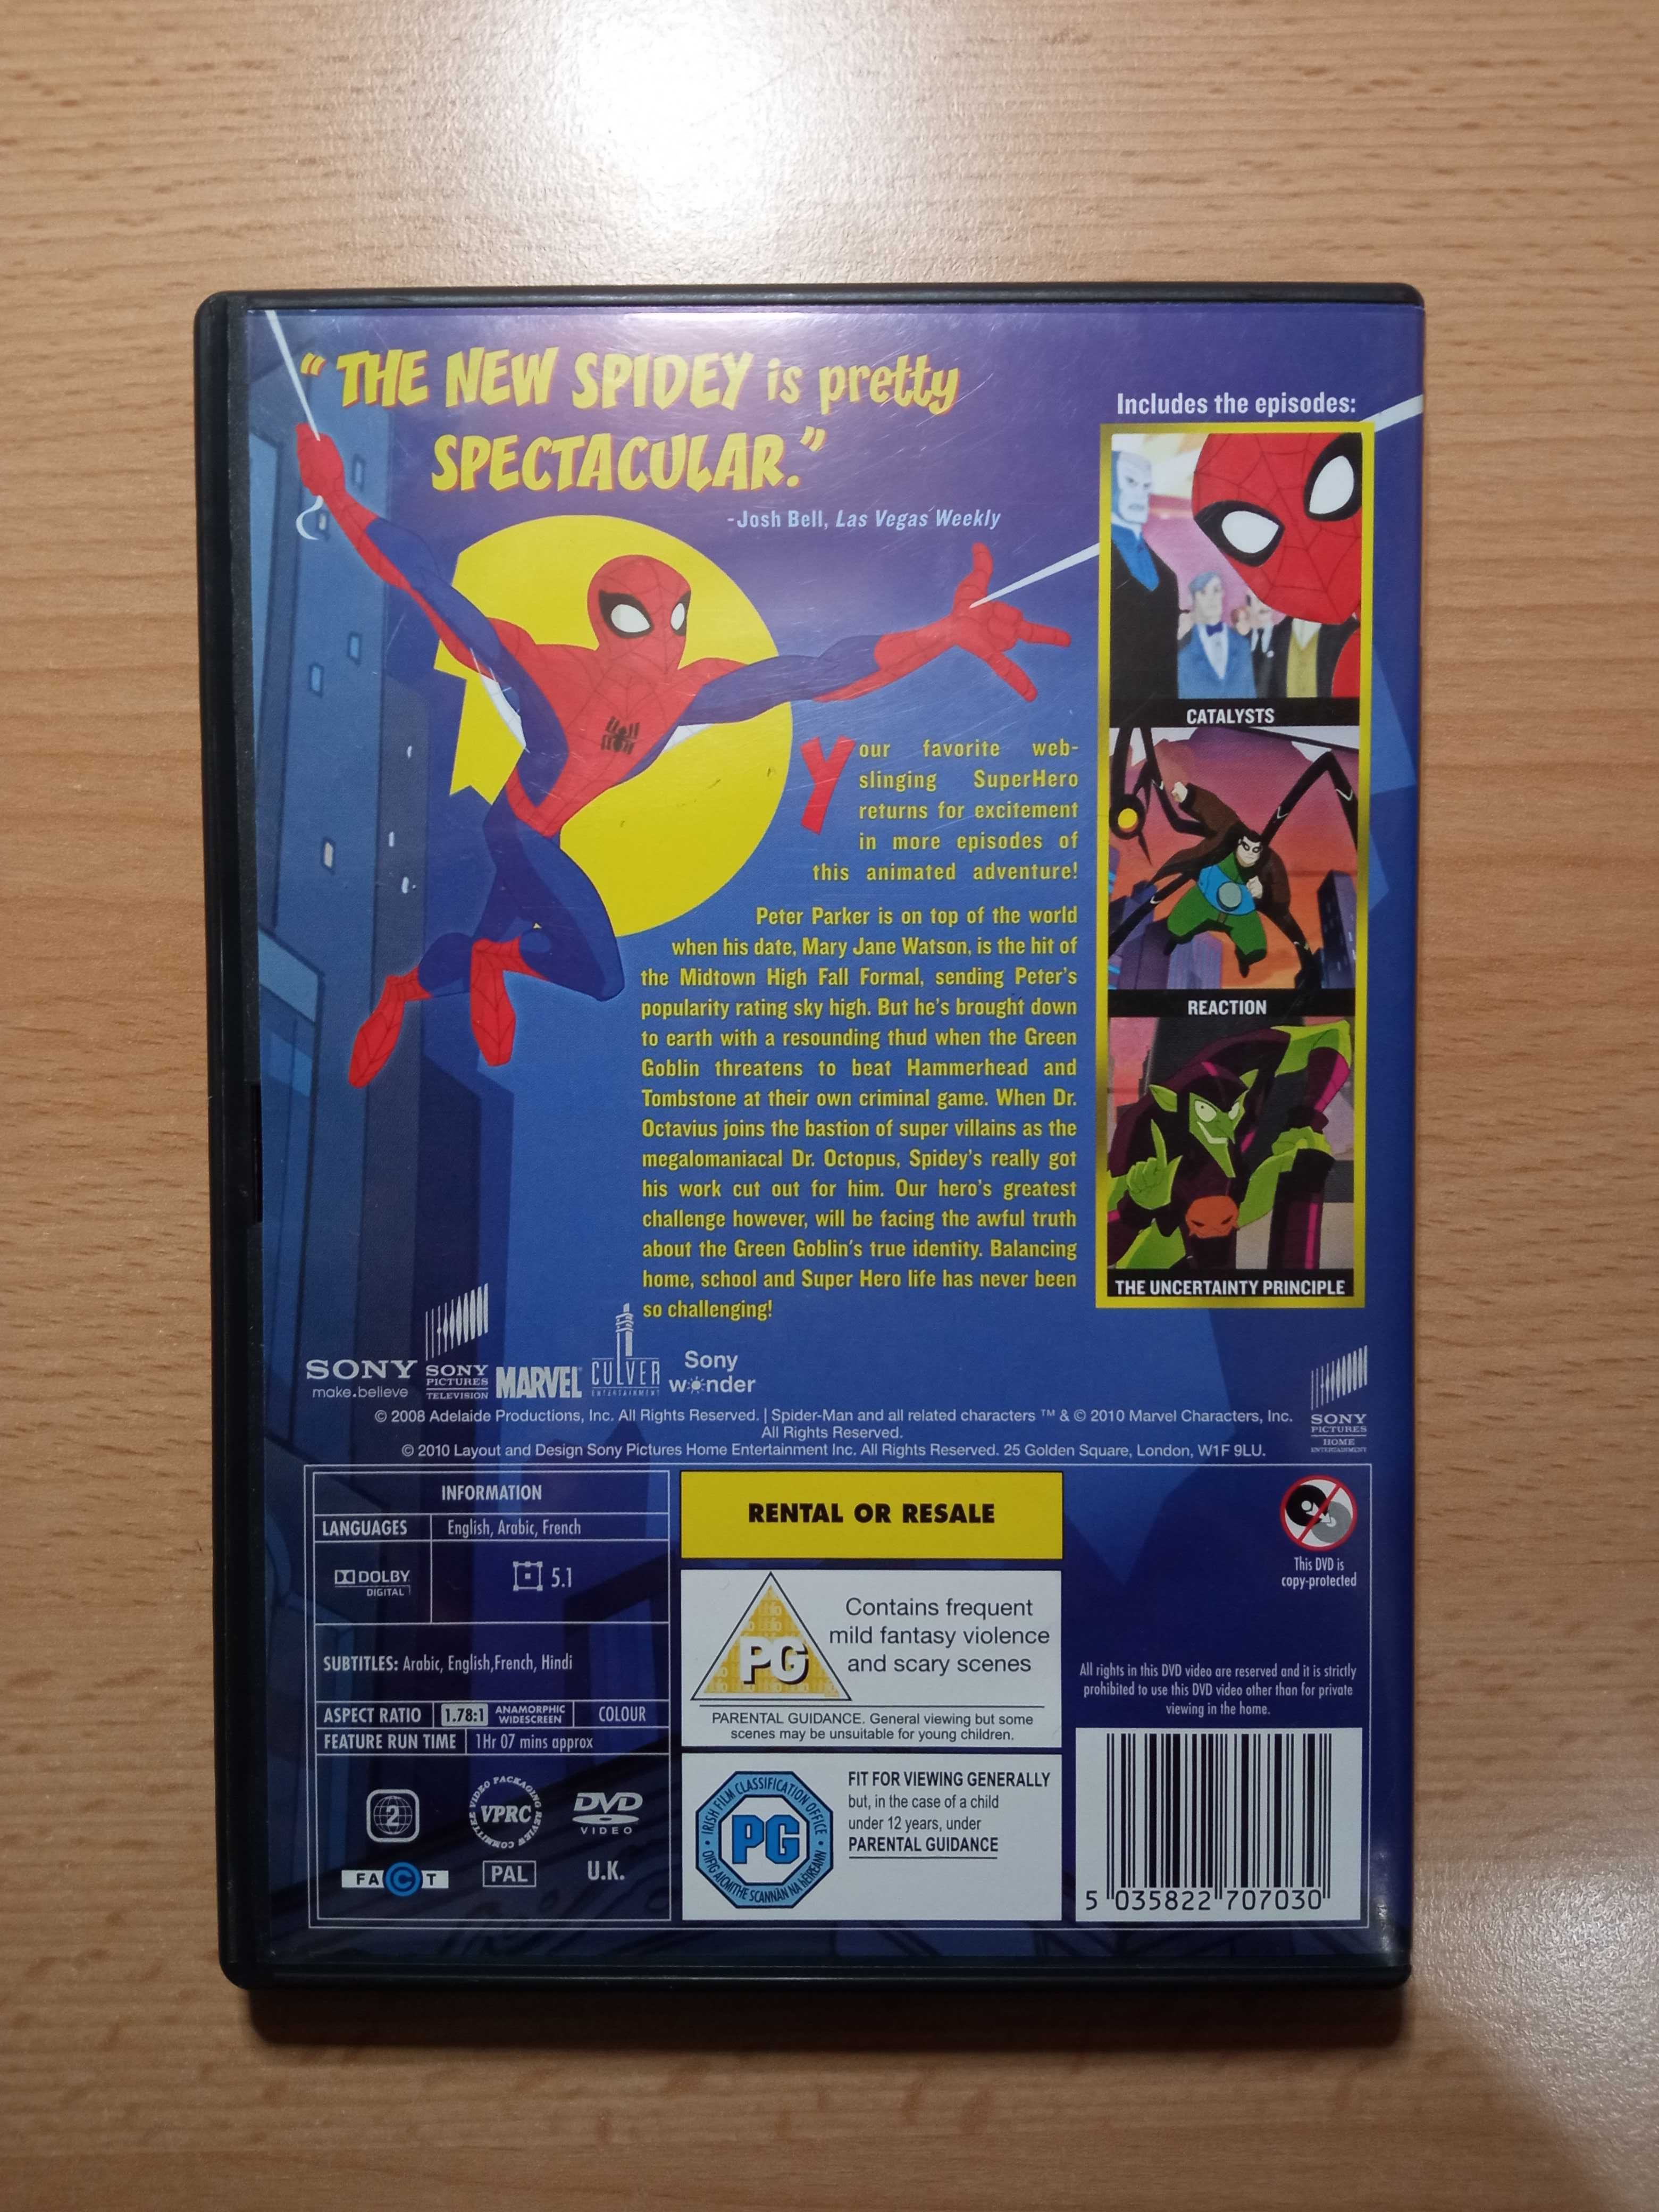 “ THE NEW SPIDEY is pretty
SPECTACULAR.”
-Josh Bell, Las Vegas Weekly
Includes the episodes:
CATALYSTS
REACTION
THE UNCERTAINTY PRINCIPLE
Your favorite web-
slinging SuperHero
returns for excitement
in more episodes of
this animated adventure!
Peter Parker is on top of the world
when his date, Mary Jane Watson, is the hit of
the Midtown High Fall Formal, sending Peter's
popularity rating sky high. But he's brought down
to earth with a resounding thud when the Green
Goblin threatens to beat Hammerhead and
Tombstone at their own criminal game. When Dr.
Octavius joins the bastion of super villains as the
megalomaniacal Dr. Octopus, Spidey's really got
his work cut out for him. Our hero's greatest
challenge however, will be facing the awful truth
about the Green Goblin's true identity. Balancing
home, school and Super Hero life has never been
so challenging!
SONY
make.believe
SONY
PICTURES
TELEVISION
MARVEL
CULVER
ENTERTAINMENT
Sony
wonder
SONY
PICTURES
HOME
ENTERTAINMENT
© 2008 Adelaide Productions, Inc. All Rights Reserved. | Spider-Man and all related characters ™ & © 2010 Marvel Characters, Inc.
All Rights Reserved.
© 2010 Layout and Design Sony Pictures Home Entertainment Inc. All Rights Reserved. 25 Golden Square, London, W1F 9LU.
INFORMATION
LANGUAGES English, Arabic, French
DOLBY
DIGITAL
5.1
SUBTITLES: Arabic, English,French, Hindi
ASPECT RATIO 1.78:1 ANAMORPHIC WIDESCREEN COLOUR
FEATURE RUN TIME 1Hr 07 mins approx
2
VIDEO PACKAGING REVIEW COMMITTEE
VPRC
DVD
VIDEO
FACT
PAL
U.K.
RENTAL OR RESALE
PG
Contains frequent
mild fantasy violence
and scary scenes
PARENTAL GUIDANCE. General viewing but some
scenes may be unsuitable for young children.
IRISH FILM CLASSIFICATION OFFICE
PG
OIFIG AICMITHE SCANNÁN NA hÉIREANN
FIT FOR VIEWING GENERALLY
but, in the case of a child
under 12 years, under
PARENTAL GUIDANCE
This DVD is
copy-protected
All rights in this DVD video are reserved and it is strictly
prohibited to use this DVD video other than for private
viewing in the home.
5 035822 707030